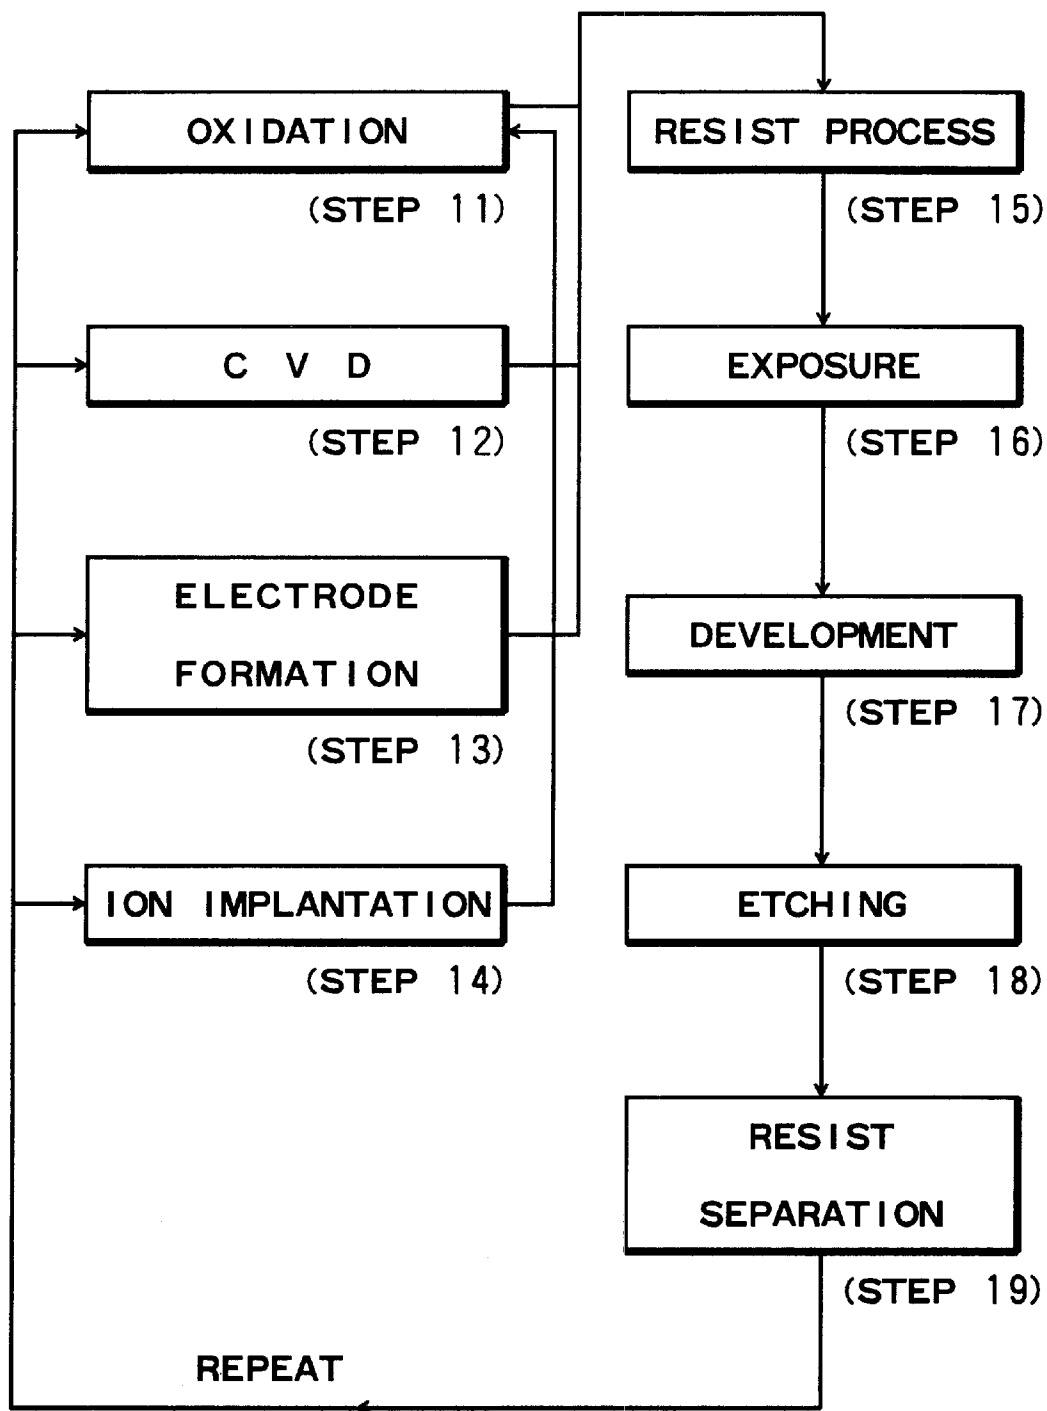 OXIDATION
(STEP 11)
CVD
(STEP 12)
ELECTRODE
FORMATION
(STEP 13)
ION IMPLANTATION
(STEP 14)
RESIST PROCESS
(STEP 15)
EXPOSURE
(STEP 16)
DEVELOPMENT
(STEP 17)
ETCHING
(STEP 18)
RESIST
SEPARATION
(STEP 19)
REPEAT